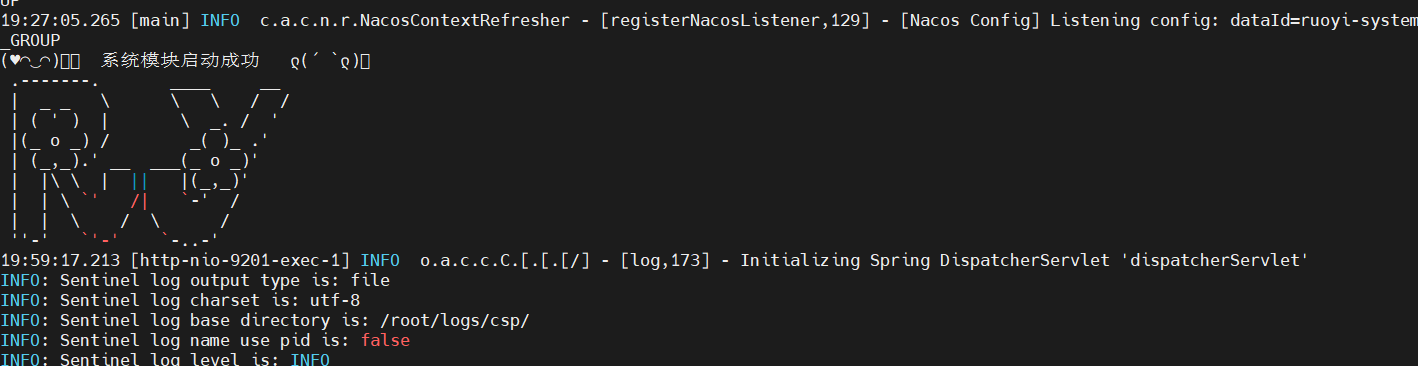 UP
19:27:05.265 [main] INFO  c.a.c.n.r.NacosContextRefresher - [registerNacosListener,129] - [Nacos Config] Listening config: dataId=ruoyi-system
_GROUP
(♥◠‿◠)  系统模块启动成功   ლ(´ڡ`ლ)
 .-------.       ____     __
 |  _ _   \      \   \   /  /
 | ( ' )  |       \  _. /  '
 |(_ o _) /        _( )_ .'
 | (_,_).' __  ___(_ o _)'
 |  |\ \  |  ||   |(_,_)'
 |  | \ `'   /|   `-'  /
 |  |  \    /  \      /
 ''-'   `'-'    `-..-'
19:59:17.213 [http-nio-9201-exec-1] INFO  o.a.c.c.C.[.[.[/] - [log,173] - Initializing Spring DispatcherServlet 'dispatcherServlet'
INFO: Sentinel log output type is: file
INFO: Sentinel log charset is: utf-8
INFO: Sentinel log base directory is: /root/logs/csp/
INFO: Sentinel log name use pid is: false
INFO: Sentinel log level is: INFO